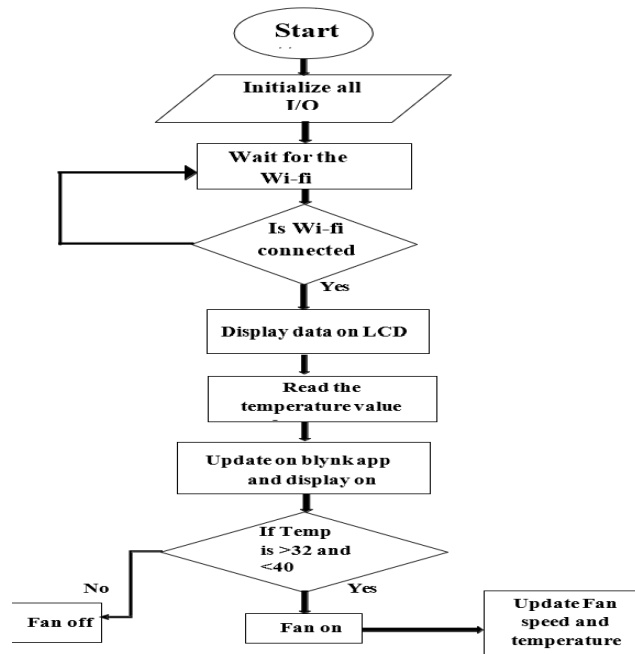 Start
Initialize all
I/O
Wait for the
Wi-fi
Is Wi-fi
connected
Yes
Display data on LCD
Read the
temperature value
Update on blynk app
and display on
If Temp
is >32 and
<40
No
Yes
Fan off
Fan on
Update Fan
speed and
temperature